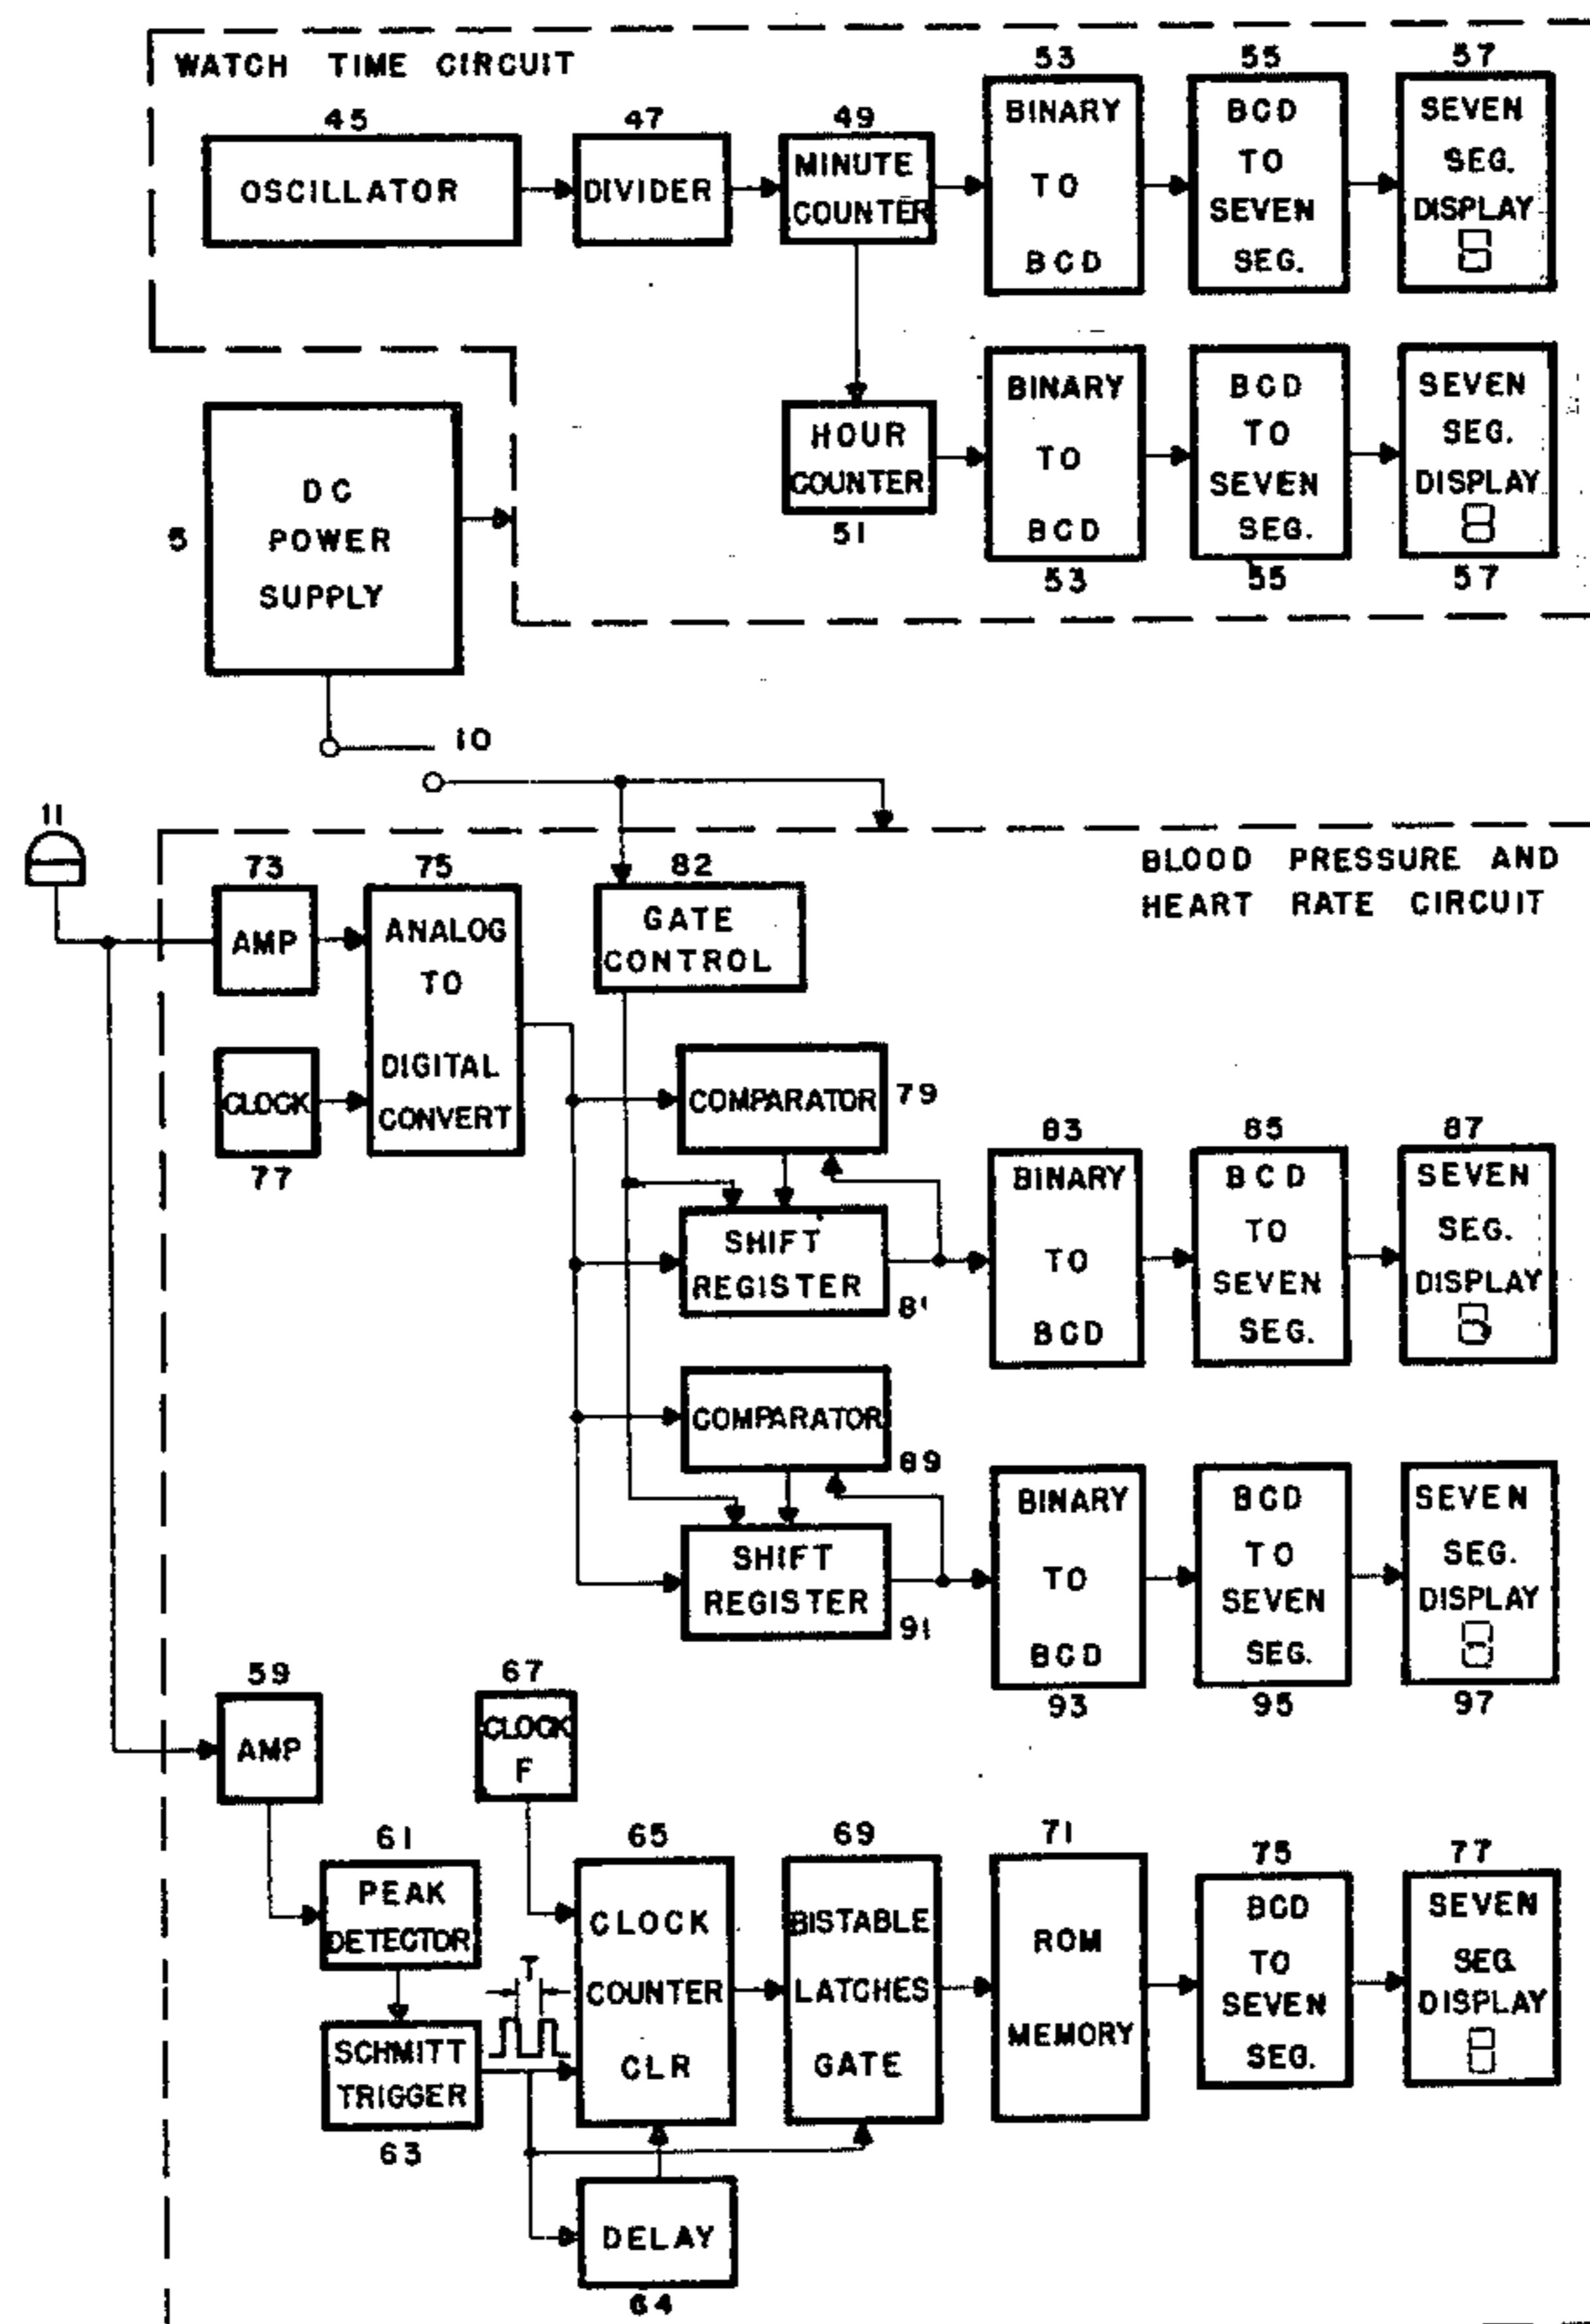 WATCH TIME CIRCUIT
45
OSCILLATOR
47
DIVIDER
49
MINUTE
COUNTER
53
BINARY
TO
BCD
55
BCD
TO
SEVEN
SEG.
57
SEVEN
SEG.
DISPLAY
HOUR
COUNTER
51
BINARY
TO
BCD
53
BCD
TO
SEVEN
SEG.
55
SEVEN
SEG.
DISPLAY
57
5
DC
POWER
SUPPLY
10
11
BLOOD PRESSURE AND
HEART RATE CIRCUIT
73
AMP
75
ANALOG
TO
DIGITAL
CONVERT
CLOCK
77
82
GATE
CONTROL
COMPARATOR
79
SHIFT
REGISTER
81
83
BINARY
TO
BCD
85
BCD
TO
SEVEN
SEG.
87
SEVEN
SEG.
DISPLAY
COMPARATOR
89
SHIFT
REGISTER
91
BINARY
TO
BCD
93
BCD
TO
SEVEN
SEG.
95
SEVEN
SEG.
DISPLAY
97
59
AMP
67
CLOCK
F
61
PEAK
DETECTOR
SCHMITT
TRIGGER
63
T
65
CLOCK
COUNTER
CLR
69
BISTABLE
LATCHES
GATE
71
ROM
MEMORY
75
BCD
TO
SEVEN
SEG.
77
SEVEN
SEG.
DISPLAY
DELAY
64